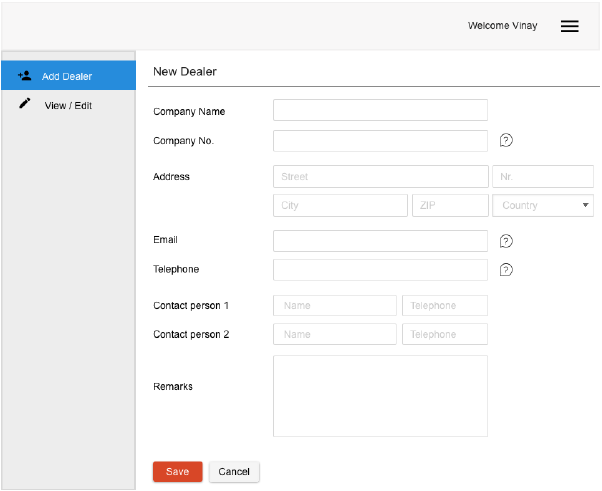 Welcome Vinay
Add Dealer
View / Edit
New Dealer
Company Name
Company No. ?
Address Street Nr.
City ZIP Country
Email ?
Telephone ?
Contact person 1 Name Telephone
Contact person 2 Name Telephone
Remarks
Save Cancel